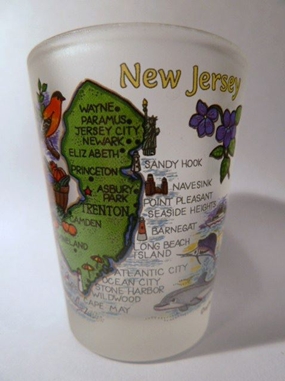 New Jersey
WAYNE
PARAMUS
JERSEY CITY
NEWARK
ELIZABETH
SANDY HOOK
PRINCETON
NAVESINK
ASBURY
PARK
POINT PLEASANT
TRENTON
SEASIDE HEIGHTS
CAMDEN
BARNEGAT
LONG BEACH
ISLAND
ATLANTIC CITY
OCEAN CITY
STONE HARBOR
WILDWOOD
CAPE MAY